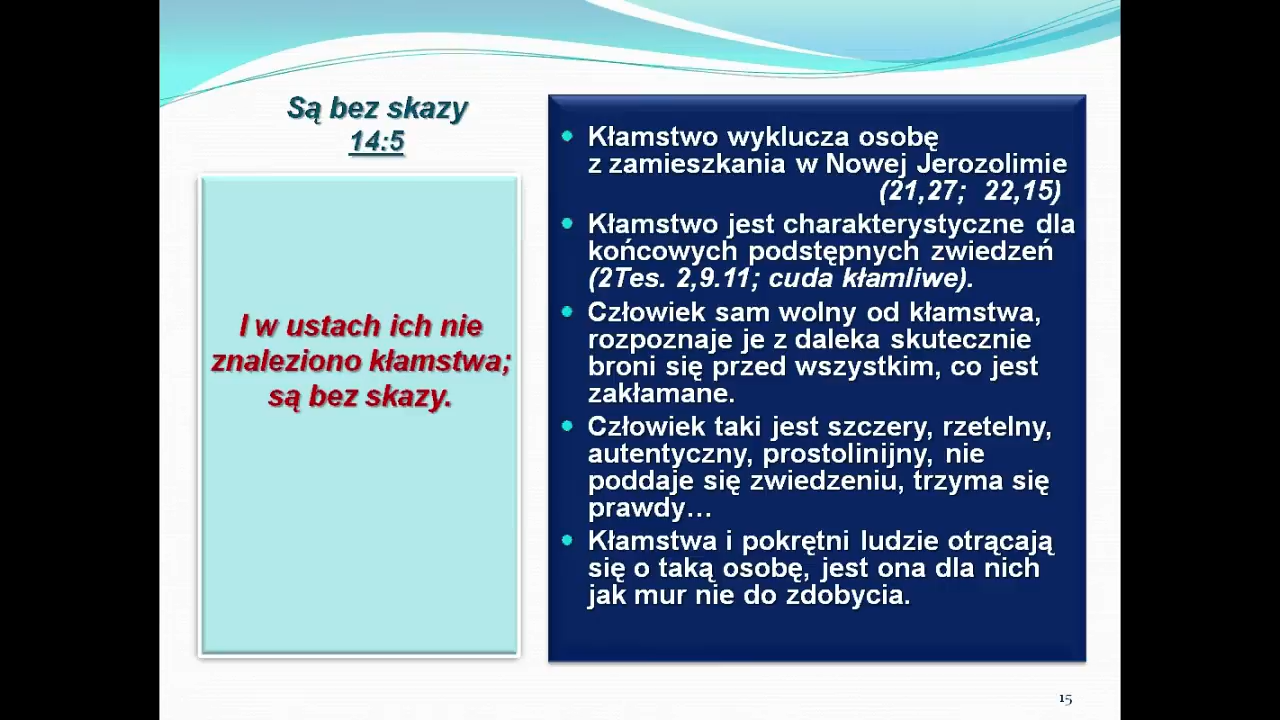 Są bez skazy
14:5
I w ustach ich nie
znaleziono kłamstwa;
są bez skazy.
Kłamstwo wyklucza osobę
z zamieszkania w Nowej Jerozolimie
(21,27; 22,15)
Kłamstwo jest charakterystyczne dla
końcowych podstępnych zwiedzeń
(2Tes. 2,9.11; cuda kłamliwe).
Człowiek sam wolny od kłamstwa,
rozpoznaje je z daleka skutecznie
broni się przed wszystkim, co jest
zakłamane.
Człowiek taki jest szczery, rzetelny,
autentyczny, prostolinijny, nie
poddaje się zwiedzeniu, trzyma się
prawdy…
Kłamstwa i pokrętni ludzie otrącają
się o taką osobę, jest ona dla nich
jak mur nie do zdobycia.
15